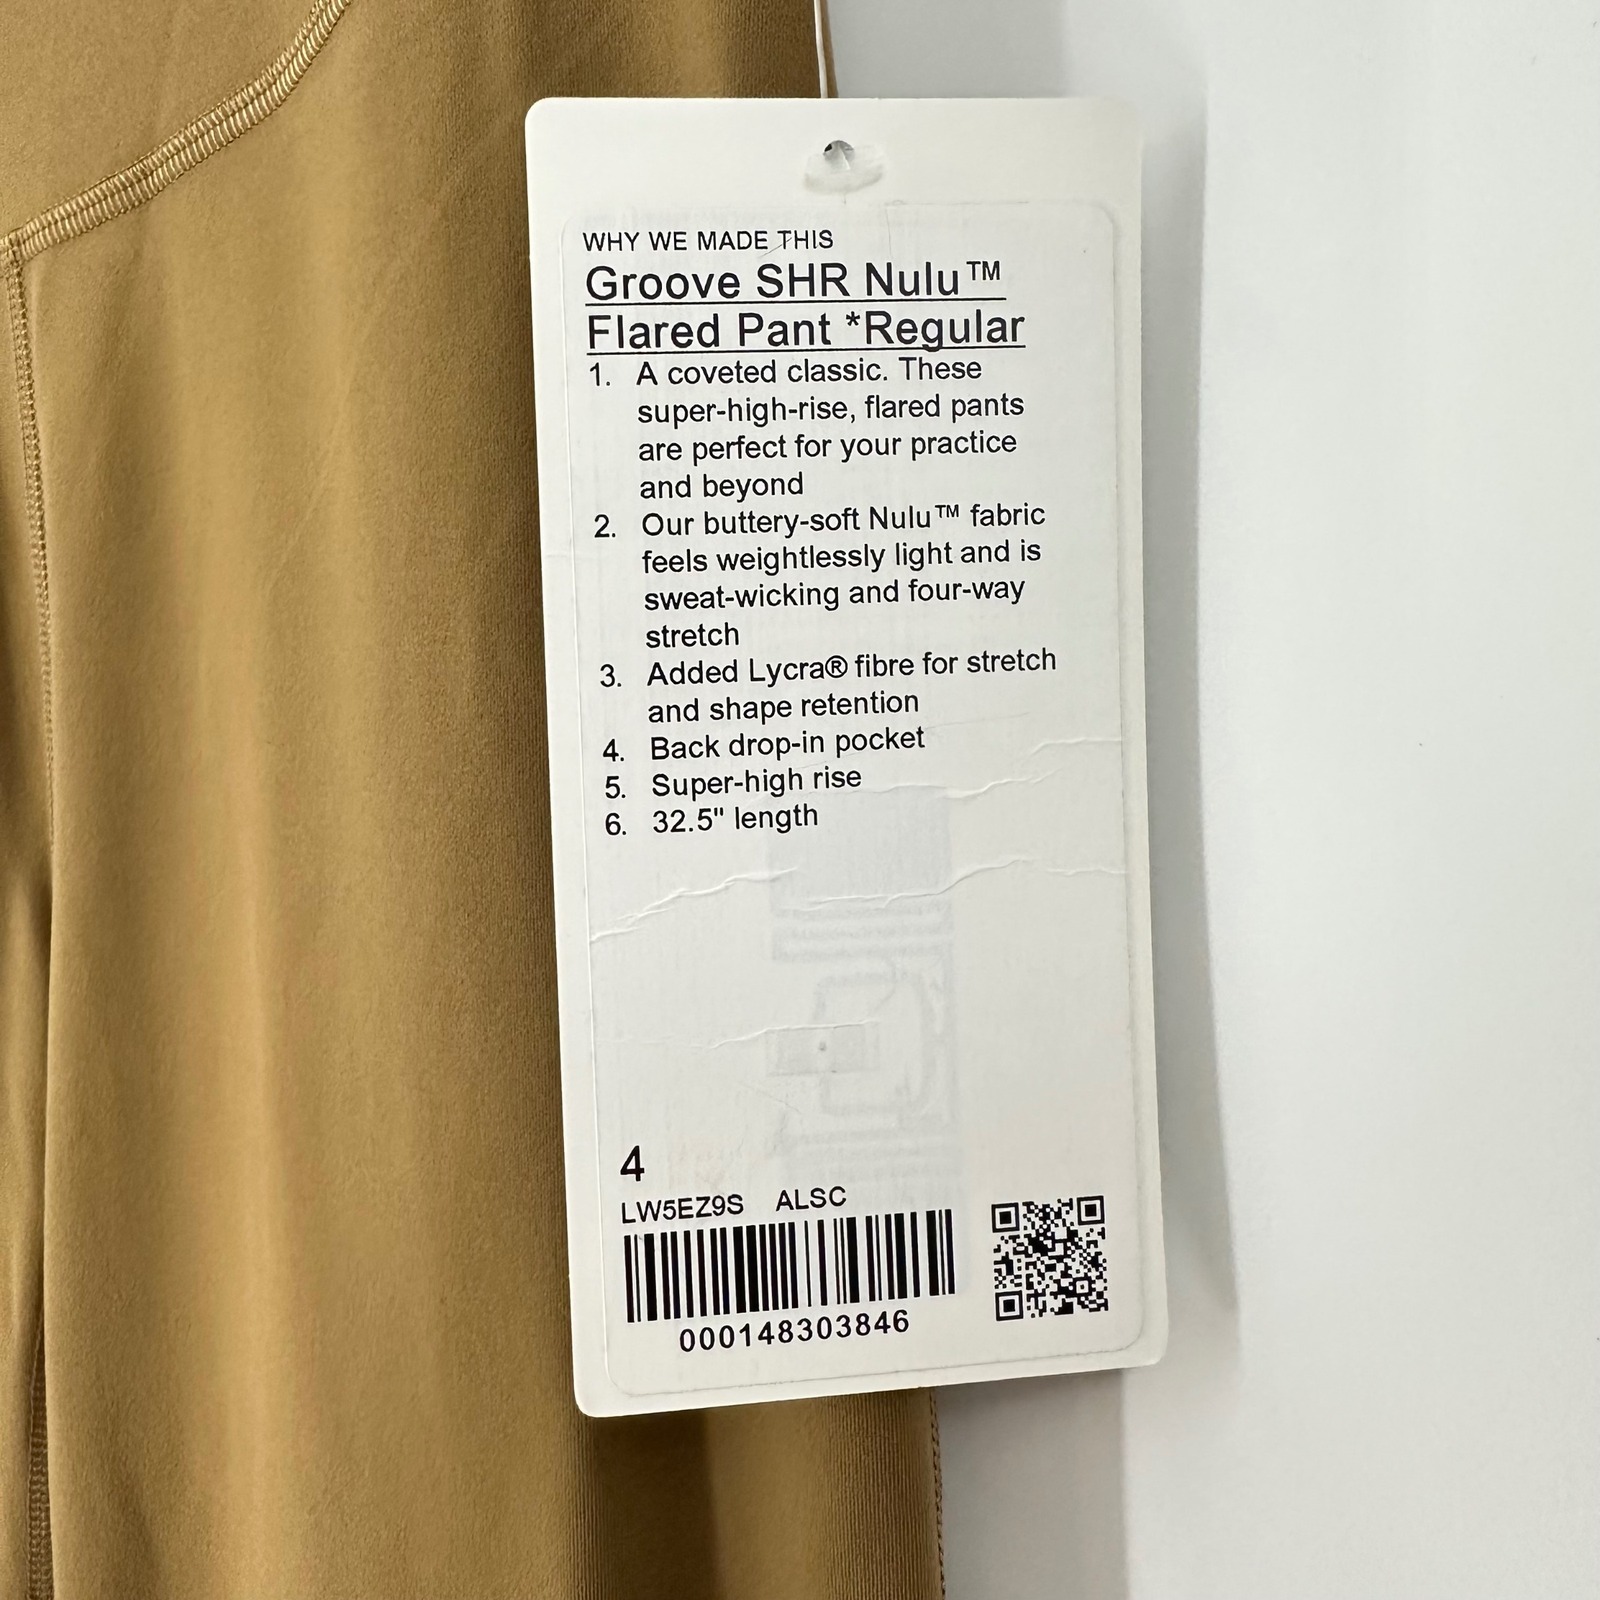 WHY WE MADE THIS
Groove SHR Nulu™
Flared Pant *Regular
1. A coveted classic. These
super-high-rise, flared pants
are perfect for your practice
and beyond
2. Our buttery-soft Nulu™ fabric
feels weightlessly light and is
sweat-wicking and four-way
stretch
3. Added Lycra® fibre for stretch
and shape retention
4. Back drop-in pocket
5. Super-high rise
6. 32.5" length
4
LW5EZ9S ALSC
000148303846